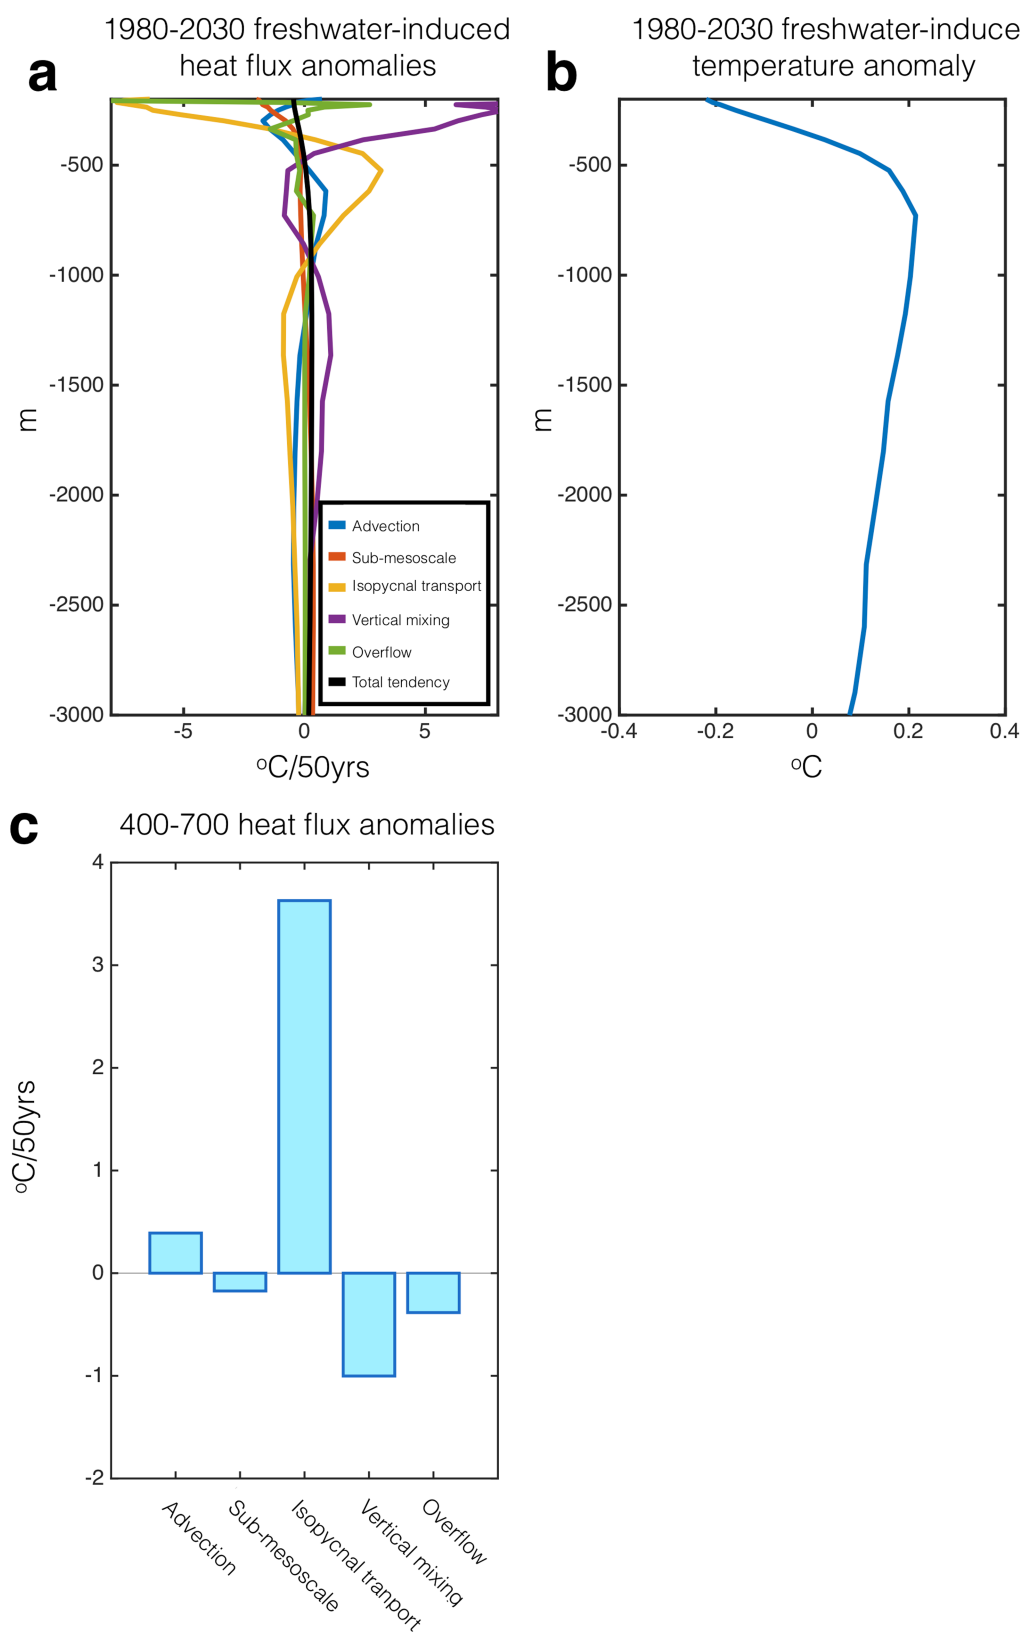 a
1980-2030 freshwater-induced
heat flux anomalies
-500
-1000
-1500
-2000
-2500
-3000
m
-5
0
5
ºC/50yrs
Advection
Sub-mesoscale
Isopycnal transport
Vertical mixing
Overflow
Total tendency
b
1980-2030 freshwater-induce
temperature anomaly
-500
-1000
-1500
-2000
-2500
-3000
m
-0.4
-0.2
0
0.2
0.4
ºC
c
400-700 heat flux anomalies
4
3
2
1
0
-1
-2
ºC/50yrs
Advection
Sub-mesoscale
Isopycnal tranport
Vertical mixing
Overflow